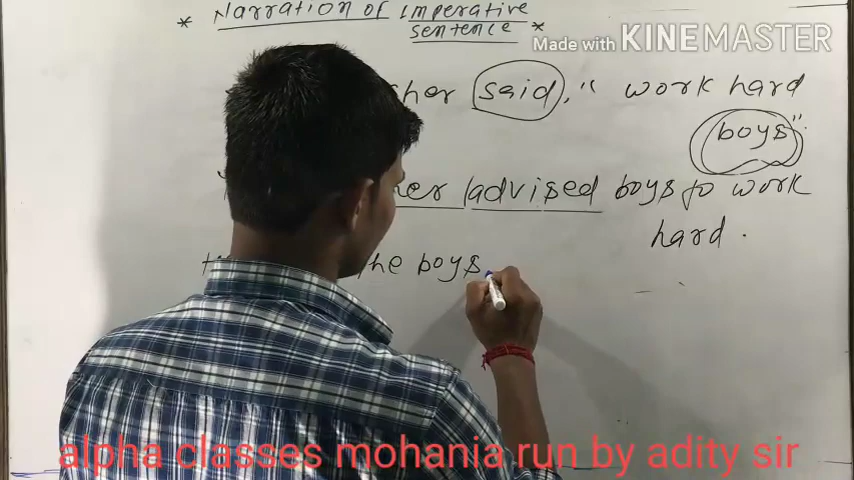 * Narration of imperative
sentence *
Made with KINEMASTER
said, " work hard
boys"
advised boys to work
hard.
the boys
alpha classes mohania run by adity sir